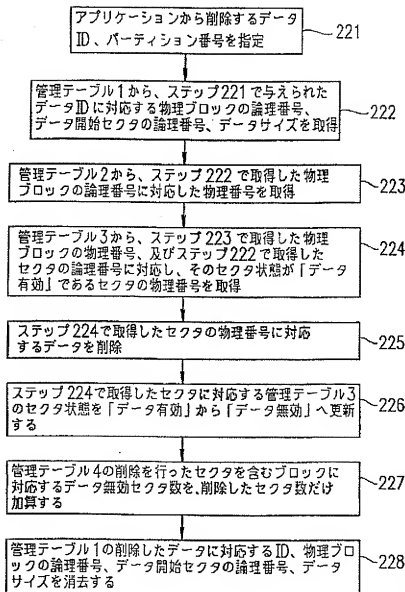 アプリケーションから削除するデータ
ID、パーティション番号を指定
221
管理テーブル1から、ステップ221で与えられた
データIDに対応する物理ブロックの論理番号、
データ開始セクタの論理番号、データサイズを取得
222
管理テーブル2から、ステップ222で取得した物理
ブロックの論理番号に対応した物理番号を取得
223
管理テーブル3から、ステップ223で取得した物理
ブロックの物理番号、及びステップ222で取得した
セクタの論理番号に対応し、そのセクタ状態が「データ
有効」であるセクタの物理番号を取得
224
ステップ224で取得したセクタの物理番号に対応
するデータを削除
225
ステップ224で取得したセクタに対応する管理テーブル3
のセクタ状態を「データ有効」から「データ無効」へ更新
する
226
管理テーブル4の削除を行ったセクタを含むブロックに
対応するデータ無効セクタ数を、削除したセクタ数だけ
加算する
227
管理テーブル1の削除したデータに対応するID、物理ブロ
ックの論理番号、データ開始セクタの論理番号、データ
サイズを消去する
228